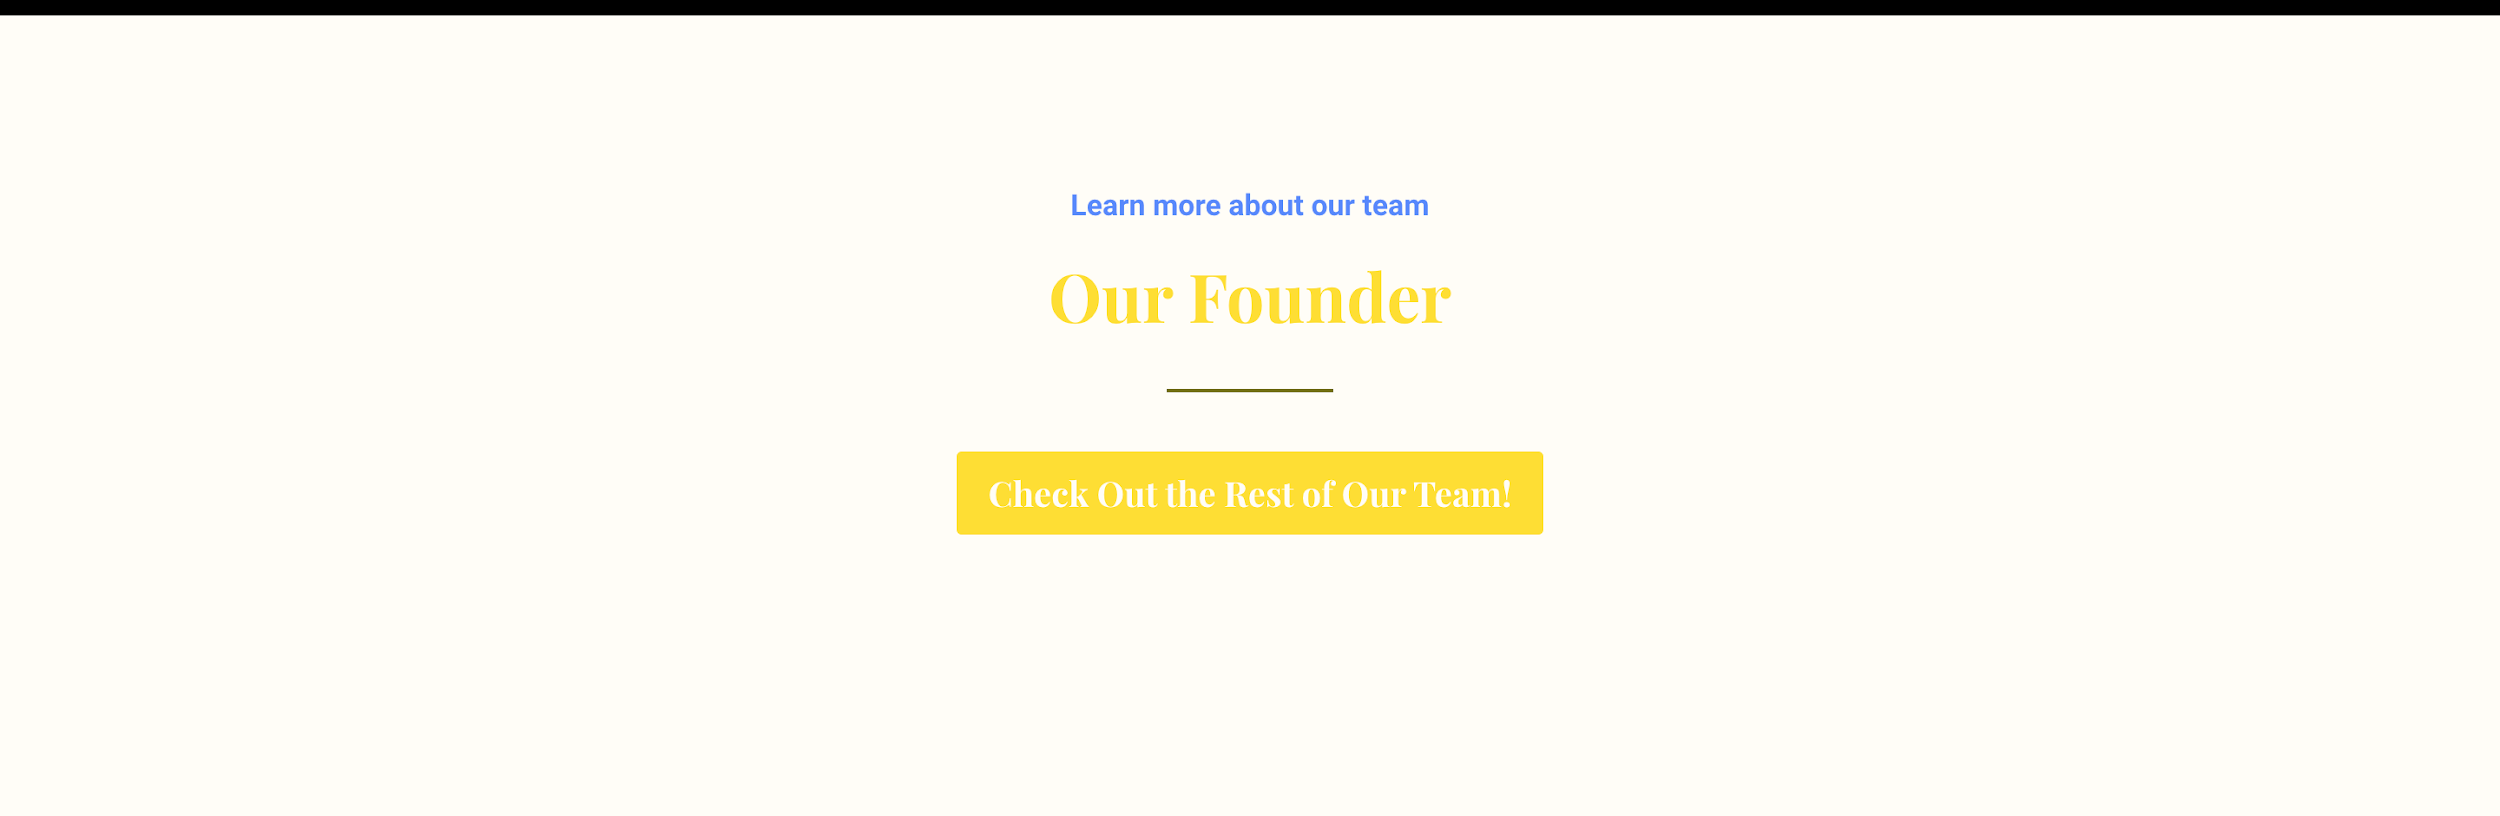 Learn more about our team
Our Founder
Check Out the Rest of Our Team!